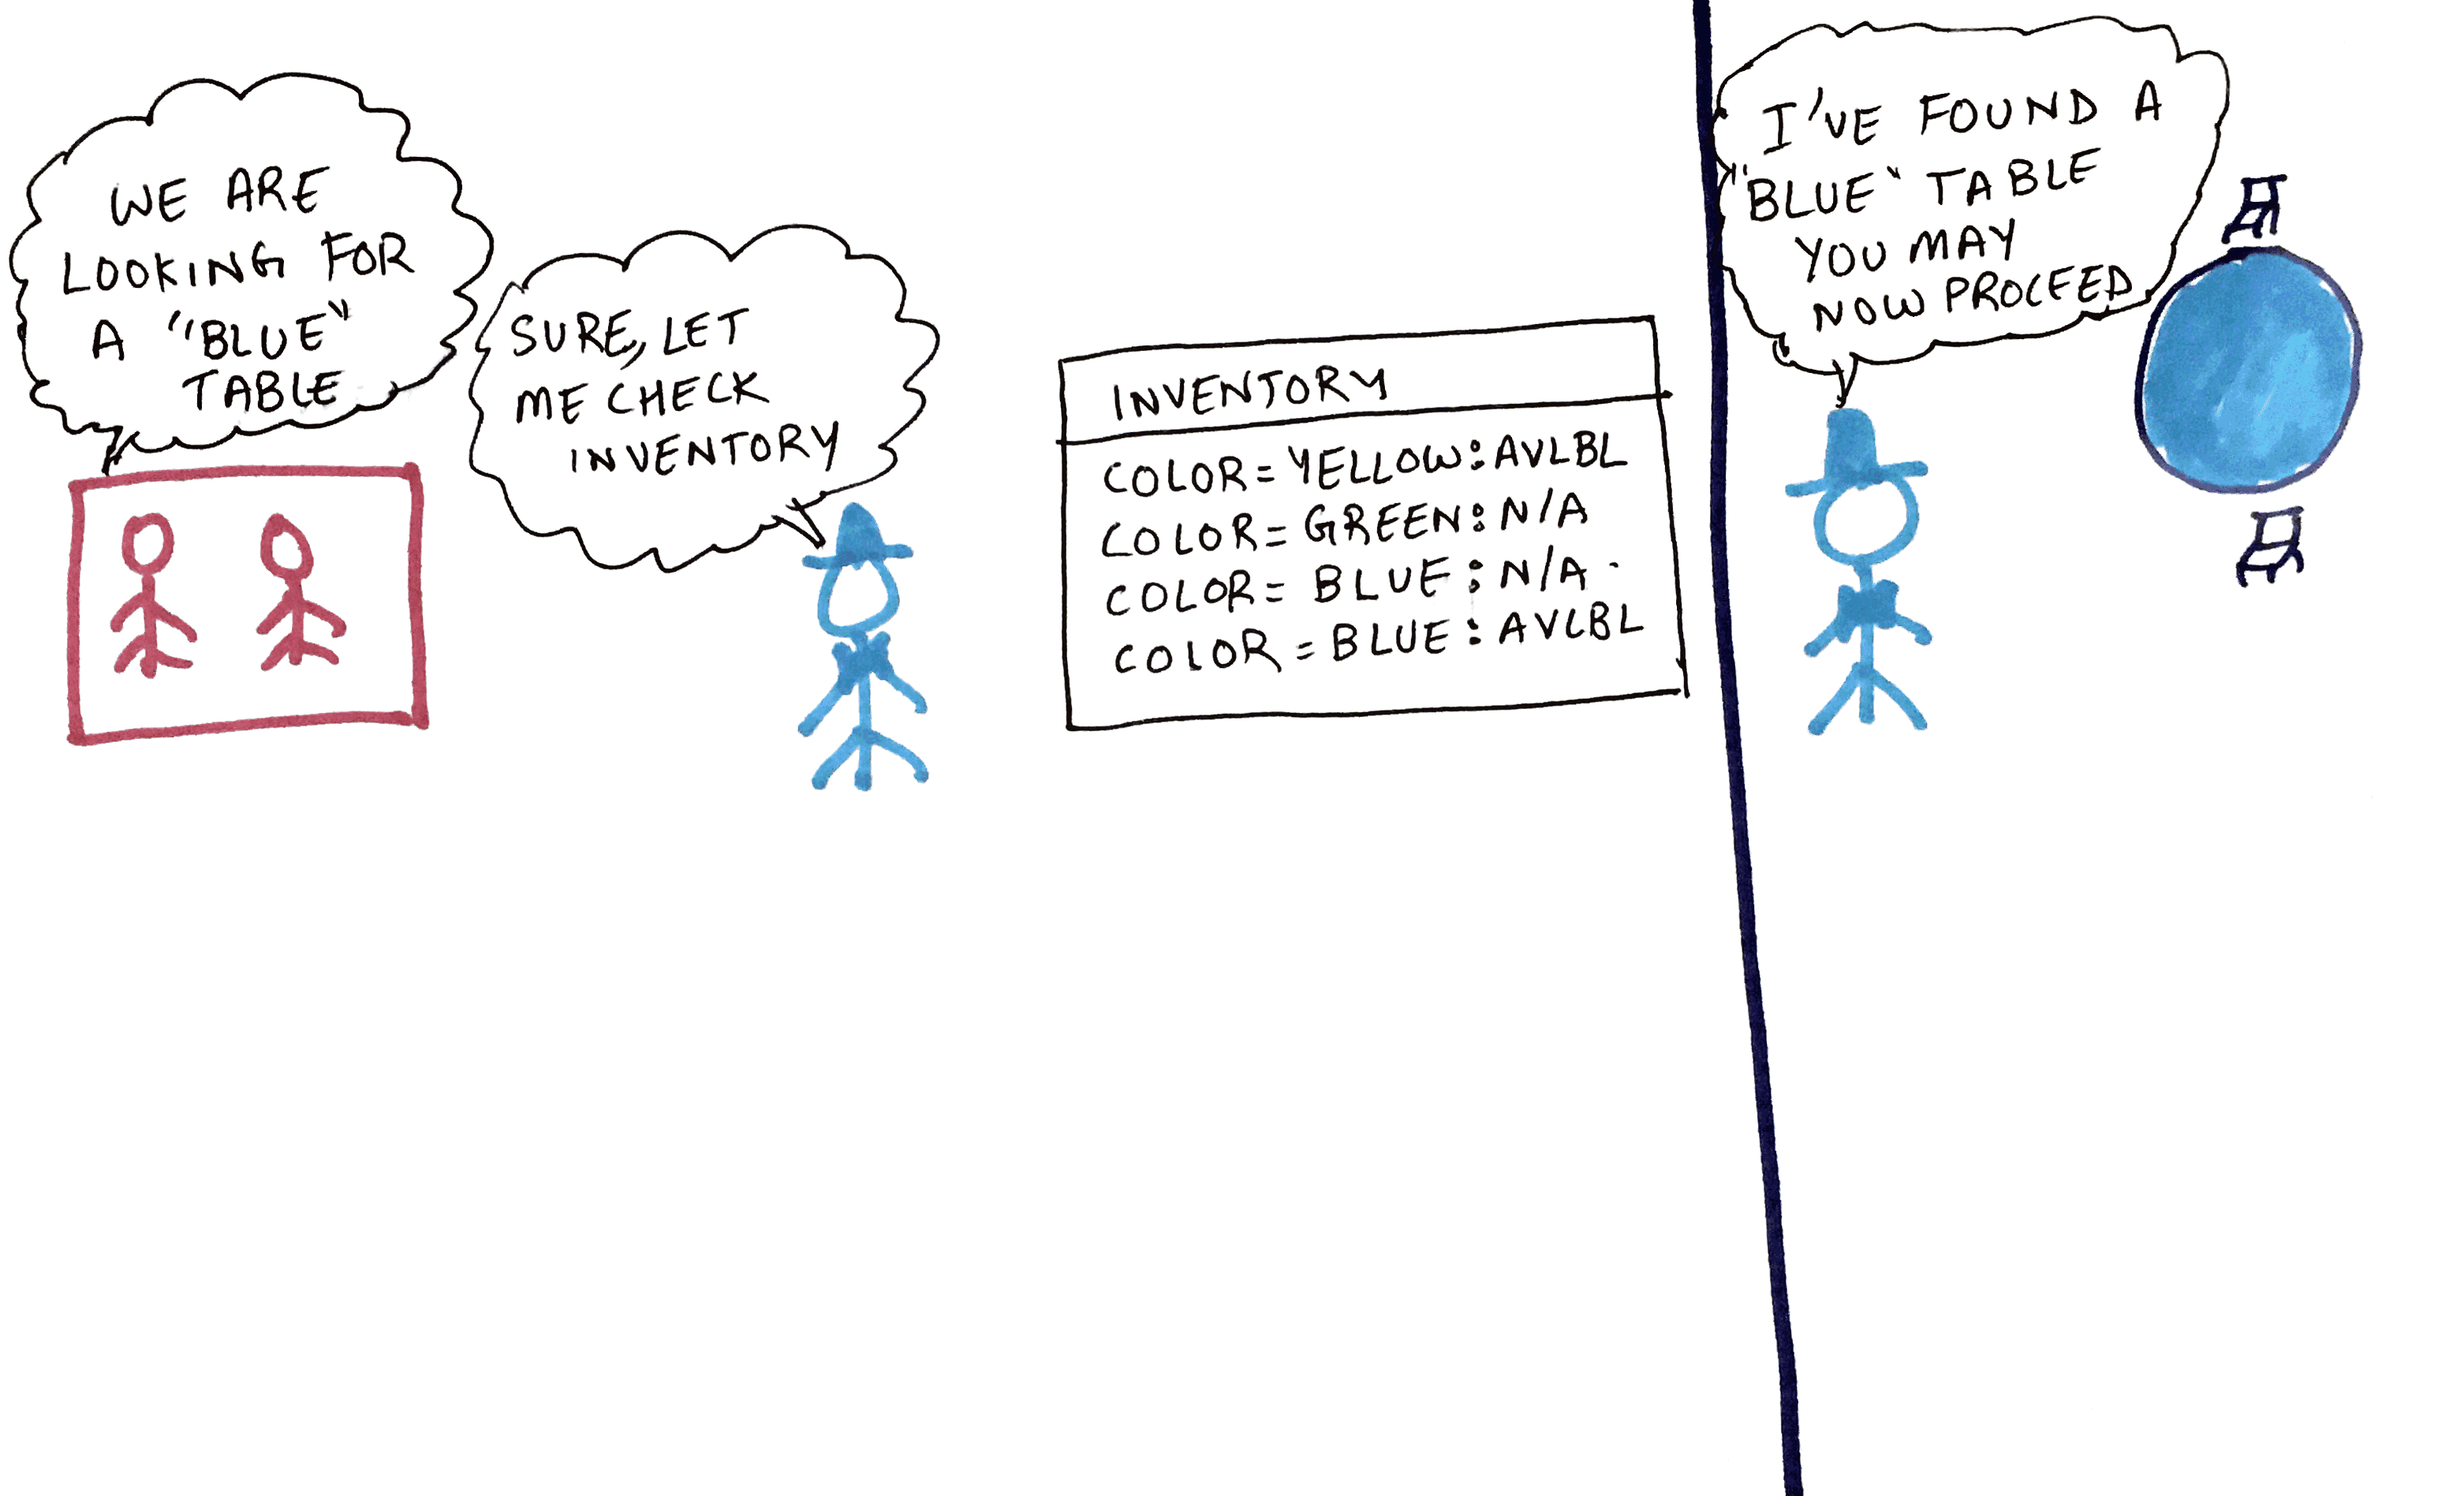 WE ARE
LOOKING FOR
A "BLUE"
TABLE
SURE, LET
ME CHECK
INVENTORY
INVENTORY
COLOR = YELLOW : AVLBL
COLOR = GREEN : N/A
COLOR = BLUE : N/A
COLOR = BLUE : AVLBL
I'VE FOUND A
"BLUE" TABLE
YOU MAY
NOW PROCEED